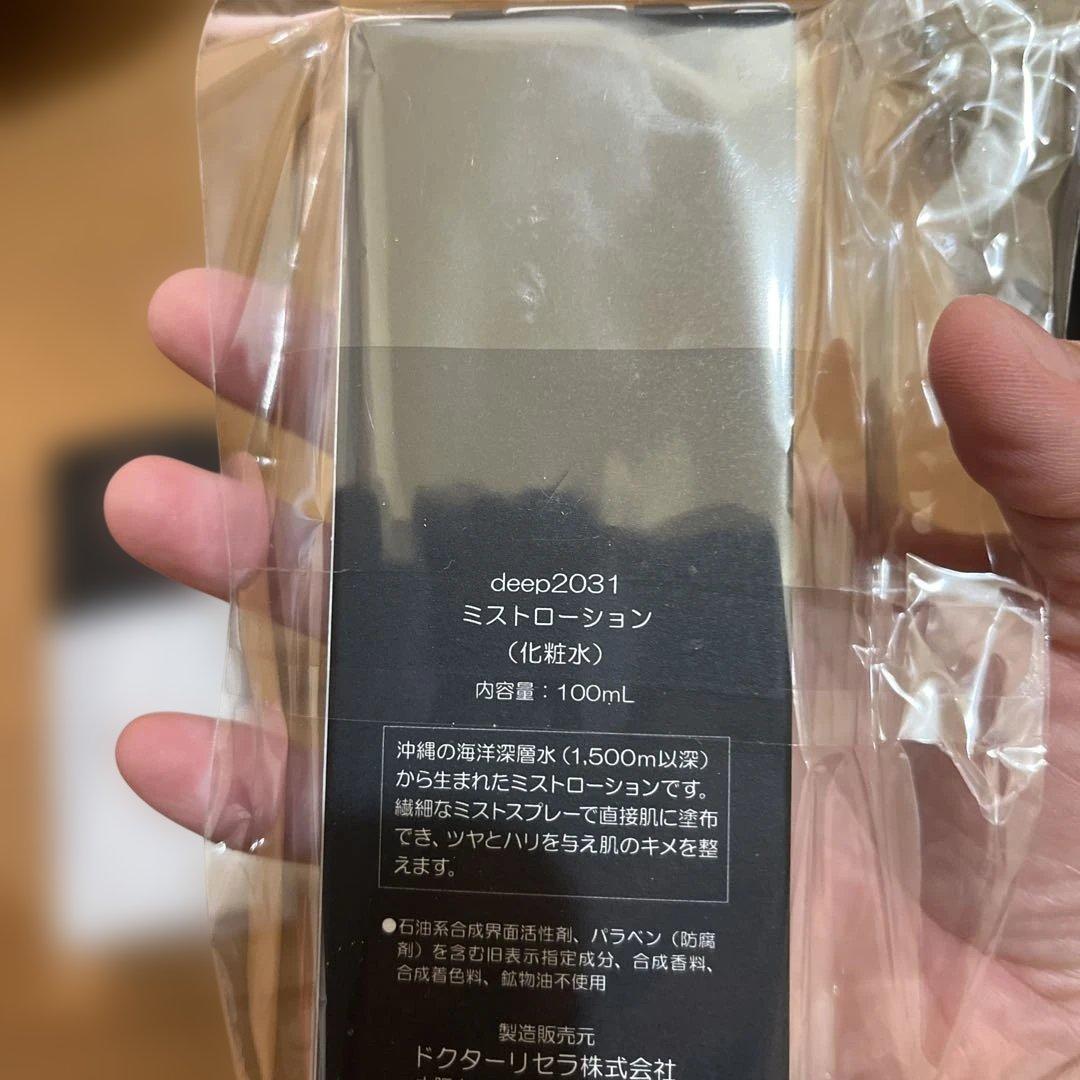 deep2031
ミストローション
（化粧水）
内容量：100mL
沖縄の海洋深層水（1,500m以深）
から生まれたミストローションです。
繊細なミストスプレーで直接肌に塗布
でき、ツヤとハリを与え肌のキメを整
えます。
●石油系合成界面活性剤、パラベン（防腐
剤）を含む旧表示指定成分、合成香料、
合成着色料、鉱物油不使用
製造販売元
ドクターリセラ株式会社